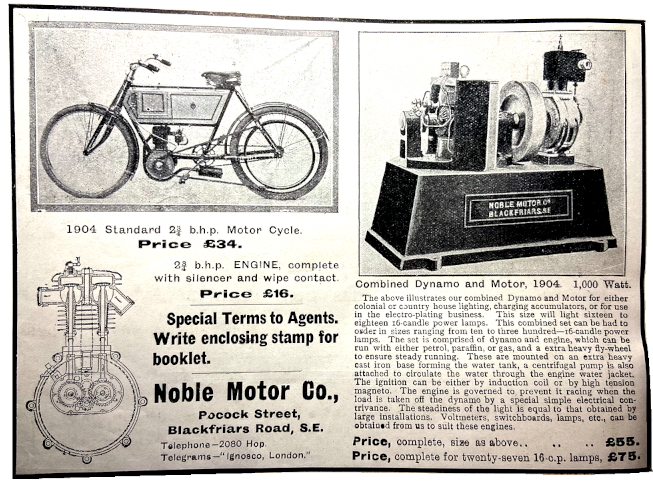 1904 Standard 2¾ b.h.p. Motor Cycle.
Price £34.
2¾ b.h.p. ENGINE, complete
with silencer and wipe contact.
Price £16.
Special Terms to Agents.
Write enclosing stamp for
booklet.
Noble Motor Co.,
Pocock Street,
Blackfriars Road, S.E.
Telephone—2080 Hop.
Telegrams—"Ignosco, London."
NOBLE MOTOR Co
BLACKFRIARS. S.E
Combined Dynamo and Motor, 1904. 1,000 Watt.
The above illustrates our combined Dynamo and Motor for either
colonial or country house lighting, charging accumulators, or for use
in the electro-plating business. This size will light sixteen to
eighteen 16-candle power lamps. This combined set can be had to
order in sizes ranging from ten to three hundred—16-candle power
lamps. The set is comprised of dynamo and engine, which can be
run with either petrol, paraffin, or gas, and a extra heavy fly-wheel
to ensure steady running. These are mounted on an extra heavy
cast iron base forming the water tank, a centrifugal pump is also
attached to circulate the water through the engine water jacket.
The ignition can be either by induction coil or by high tension
magneto. The engine is governed to prevent it racing when the
load is taken off the dynamo by a special simple electrical con-
trivance. The steadiness of the light is equal to that obtained by
large installations. Voltmeters, switchboards, lamps, etc., can be
obtained from us to suit these engines.
Price, complete, size as above.. .. .. £55.
Price, complete for twenty-seven 16-c.p. lamps, £75.